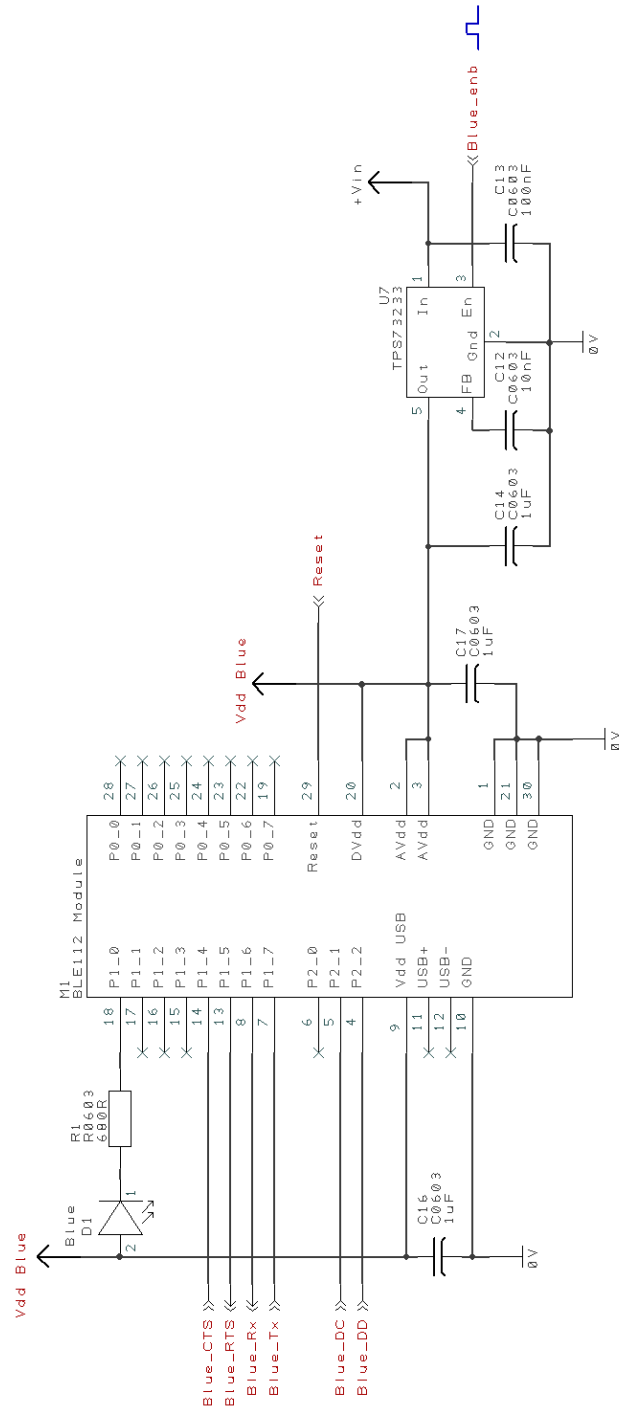 Vdd Blue
Blue
D1
2
1
R1
R0603
680R
M1
BLE112 Module
18
P1_0
17
P1_1
16
P1_2
15
P1_3
14
P1_4
13
P1_5
8
P1_6
7
P1_7
6
P2_0
5
P2_1
4
P2_2
9
Vdd USB
11
USB+
12
USB-
10
GND
P0_0
28
P0_1
27
P0_2
26
P0_3
25
P0_4
24
P0_5
23
P0_6
22
P0_7
19
Reset
29
DVdd
20
AVdd
2
AVdd
3
GND
1
GND
21
GND
30
Blue_CTS
Blue_RTS
Blue_Rx
Blue_Tx
Blue_DC
Blue_DD
C16
C0603
1uF
0V
Vdd Blue
Reset
C17
C0603
1uF
0V
C14
C0603
1uF
U7
TPS73233
5
Out
In
1
4
FB
Gnd
2
En
3
C12
C0603
10nF
0V
C13
C0603
100nF
+Vin
Blue_enb